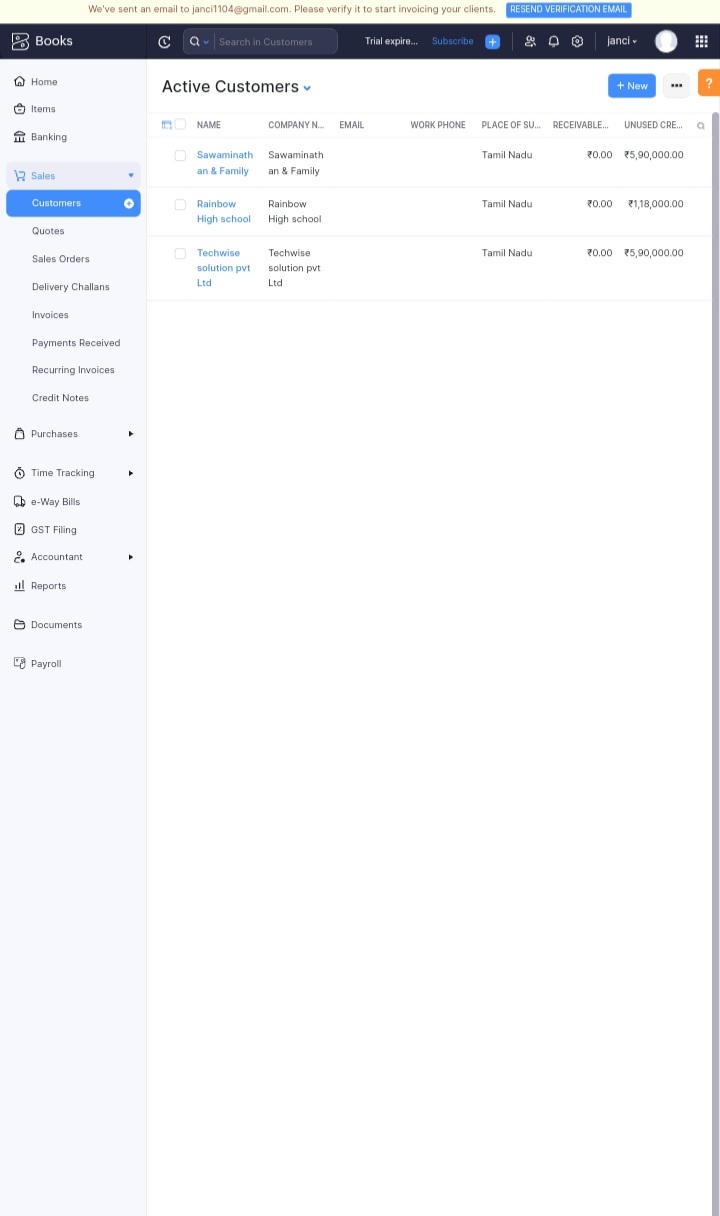 We've sent an email to janci1104@gmail.com. Please verify it to start invoicing your clients. RESEND VERIFICATION EMAIL
Books Search in Customers Trial expire... Subscribe janci
Home
Items
Banking
Sales
Customers
Quotes
Sales Orders
Delivery Challans
Invoices
Payments Received
Recurring Invoices
Credit Notes
Purchases
Time Tracking
e-Way Bills
GST Filing
Accountant
Reports
Documents
Payroll
Active Customers + New ••• ?
NAME COMPANY N... EMAIL WORK PHONE PLACE OF SU... RECEIVABLE... UNUSED CRE...
Sawaminath Sawaminath Tamil Nadu ₹0.00 ₹5,90,000.00
an & Family an & Family
Rainbow Rainbow Tamil Nadu ₹0.00 ₹1,18,000.00
High school High school
Techwise Techwise Tamil Nadu ₹0.00 ₹5,90,000.00
solution pvt solution pvt
Ltd Ltd